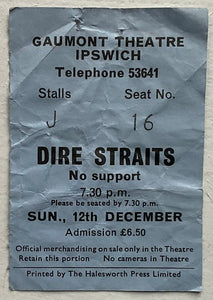 GAUMONT THEATRE
IPSWICH
Telephone 53641
Stalls Seat No.
J 16
DIRE STRAITS
No support
7.30 p.m.
Please be seated by 7.30 p.m.
SUN., 12th DECEMBER
Admission £6.50
Official merchandising on sale only in the Theatre
Retain this portion No cameras in Theatre
Printed by The Halesworth Press Limited